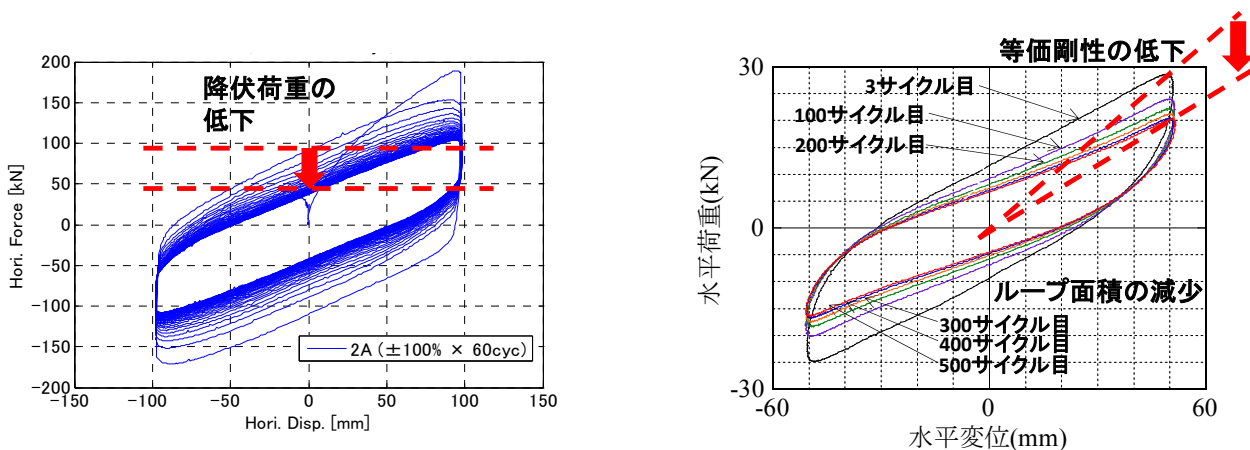 降伏荷重の
低下
200
150
100
50
0
-50
-100
-150
-200
Hori. Force [kN]
2A (±100% × 60cyc)
-150
-100
-50
0
50
100
150
Hori. Disp. [mm]
等価剛性の低下
30
3サイクル目
100サイクル目
200サイクル目
0
水平荷重(kN)
ループ面積の減少
300サイクル目
400サイクル目
500サイクル目
-30
-60
0
60
水平変位(mm)